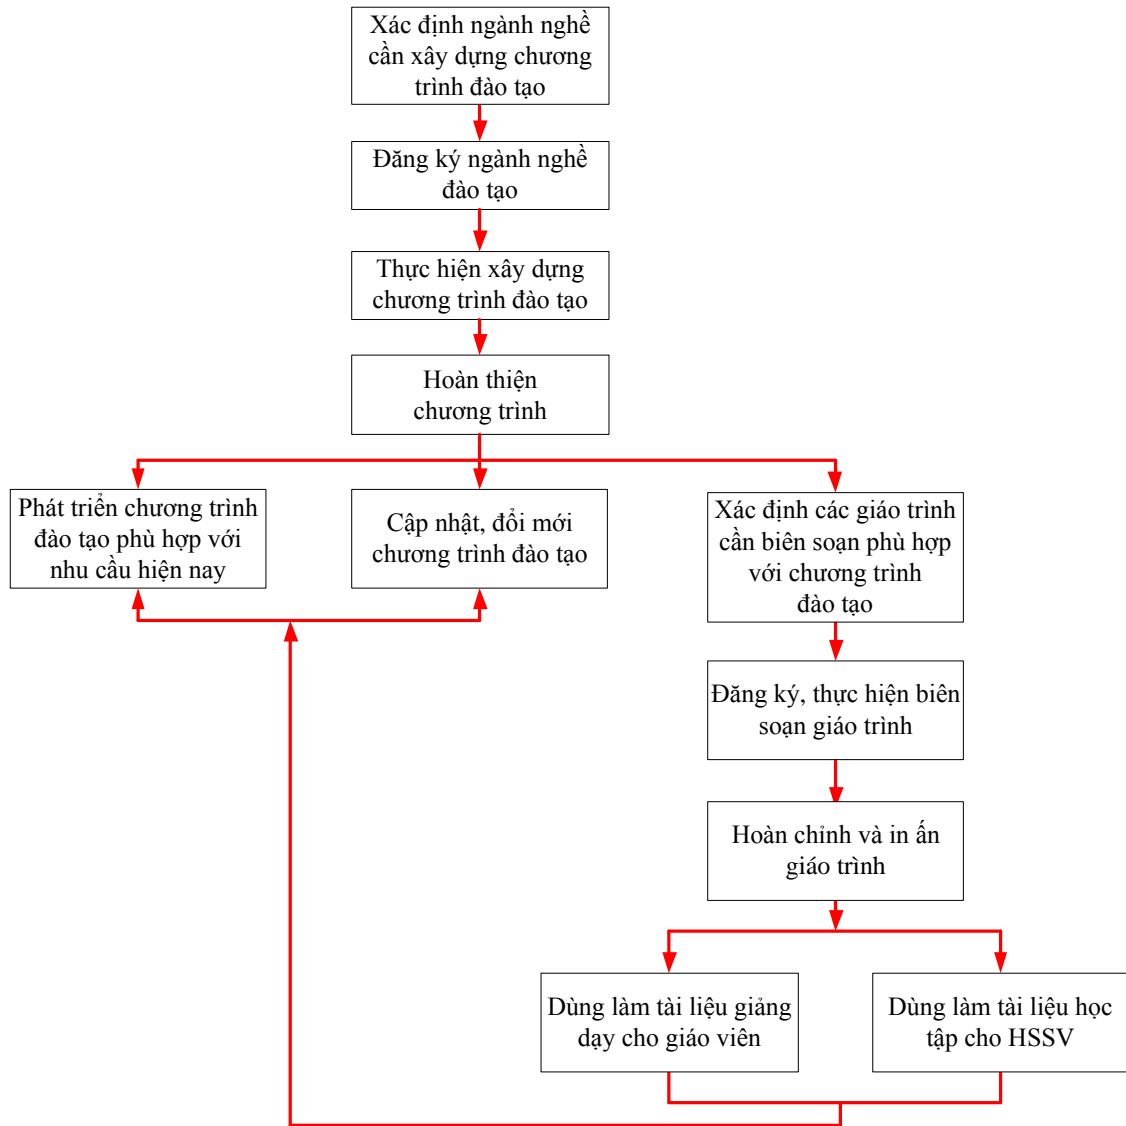 Xác định ngành nghề
cần xây dựng chương
trình đào tạo
Đăng ký ngành nghề
đào tạo
Thực hiện xây dựng
chương trình đào tạo
Hoàn thiện
chương trình
Phát triển chương trình
đào tạo phù hợp với
nhu cầu hiện nay
Cập nhật, đổi mới
chương trình đào tạo
Xác định các giáo trình
cần biên soạn phù hợp
với chương trình
đào tạo
Đăng ký, thực hiện biên
soạn giáo trình
Hoàn chỉnh và in ấn
giáo trình
Dùng làm tài liệu giảng
dạy cho giáo viên
Dùng làm tài liệu học
tập cho HSSV